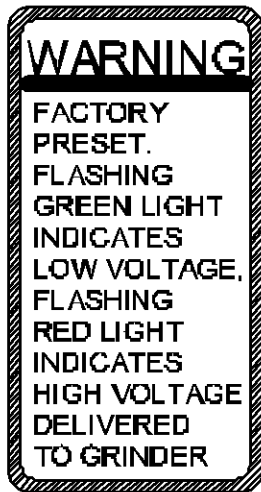 WARNING
FACTORY
PRESET.
FLASHING
GREEN LIGHT
INDICATES
LOW VOLTAGE,
FLASHING
RED LIGHT
INDICATES
HIGH VOLTAGE
DELIVERED
TO GRINDER